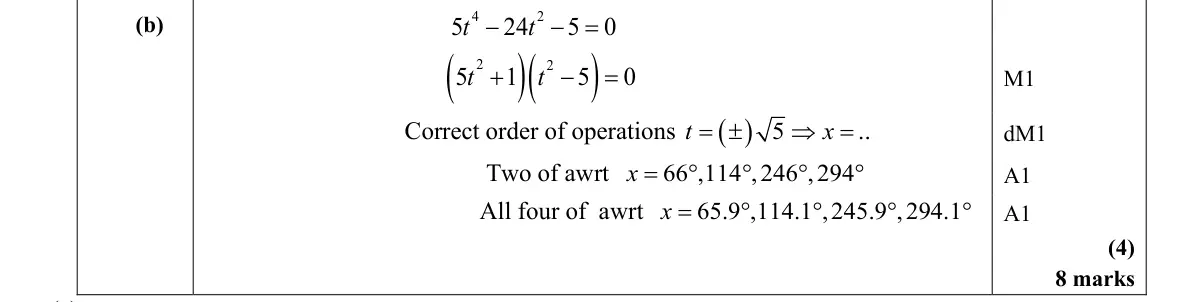 (b)
5t⁴ − 24t² − 5 = 0
(5t² + 1)(t² − 5) = 0 M1
Correct order of operations t = (±)√5 ⇒ x = .. dM1
Two of awrt x = 66°,114°,246°,294° A1
All four of awrt x = 65.9°,114.1°,245.9°,294.1° A1
(4)
8 marks